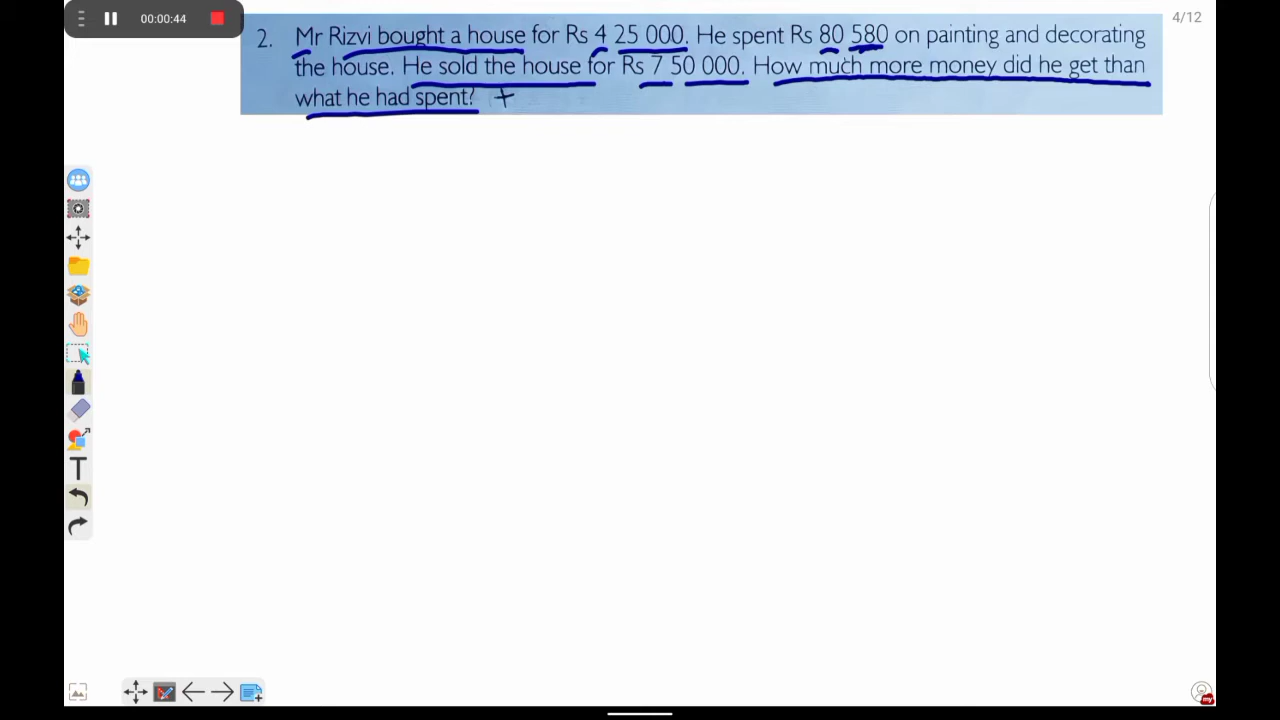 00:00:44
4/12
2. Mr Rizvi bought a house for Rs 4 25 000. He spent Rs 80 580 on painting and decorating
the house. He sold the house for Rs 7 50 000. How much more money did he get than
what he had spent? +
T
my